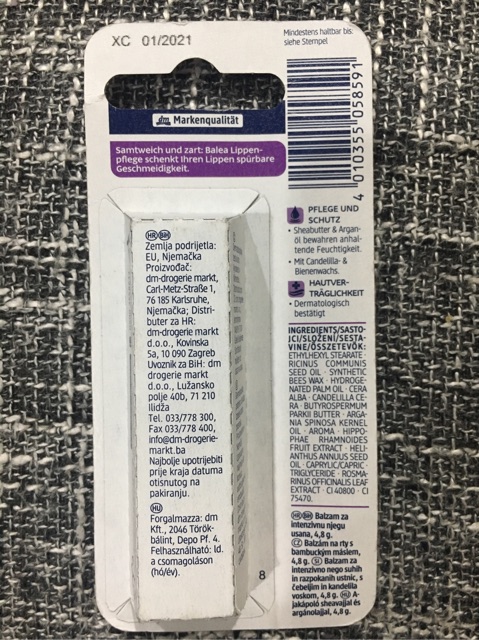 XC 01/2021
Mindestens haltbar bis:
siehe Stempel
dm Markenqualität
Samtweich und zart: Balea Lippen-
pflege schenkt Ihren Lippen spürbare
Geschmeidigkeit.
4 010355 058591
HR BIH
Zemlja podrijetla:
EU, Njemačka
Proizvođač:
dm-drogerie markt,
Carl-Metz-Straße 1,
76 185 Karlsruhe,
Njemačka; Distri-
buter za HR:
dm-drogerie markt
d.o.o., Kovinska
5a, 10 090 Zagreb
Uvoznik za BiH: dm
drogerie markt
d.o.o., Lužansko
polje 40b, 71 210
Ilidža
Tel. 033/778 300,
Fax 033/778 400,
info@dm-drogerie-
markt.ba
Najbolje upotrijebiti
prije kraja datuma
otisnutog na
pakiranju.
HU
Forgalmazza: dm
Kft., 2046 Török-
bálint, Depo Pf. 4.
Felhasználható: ld.
a csomagoláson
(hó/év).
8
PFLEGE UND
SCHUTZ
• Sheabutter & Argan-
öl bewahren anhal-
tende Feuchtigkeit.
• Mit Candelilla- &
Bienenwachs.
HAUTVER-
TRÄGLICHKEIT
• Dermatologisch
bestätigt
INGREDIENTS/SASTO-
JCI/SLOŽENÍ/SESTA-
VINE/ÖSSZETEVŐK:
ETHYLHEXYL STEARATE ·
RICINUS COMMUNIS
SEED OIL · SYNTHETIC
BEES WAX · HYDROGE-
NATED PALM OIL · CERA
ALBA · CANDELILLA CE-
RA · BUTYROSPERMUM
PARKII BUTTER · ARGA-
NIA SPINOSA KERNEL
OIL · AROMA · HIPPO-
PHAE RHAMNOIDES
FRUIT EXTRACT · HELI-
ANTHUS ANNUUS SEED
OIL · CAPRYLIC/CAPRIC
TRIGLYCERIDE · ROSMA-
RINUS OFFICINALIS LEAF
EXTRACT · CI 40800 · CI
75470.
HR BIH Balzam za
intenzivnu njegu
usana, 4,8 g.
CZ Balzám na rty s
bambuckým máslem,
4,8 g. SI Balzam za
intenzivno nego suhih
in razpokanih ustnic, s
čebeljim in kandelila
voskom, 4,8 g. HU A-
jakápoló sheavajjal és
argánolajjal, 4,8 g.